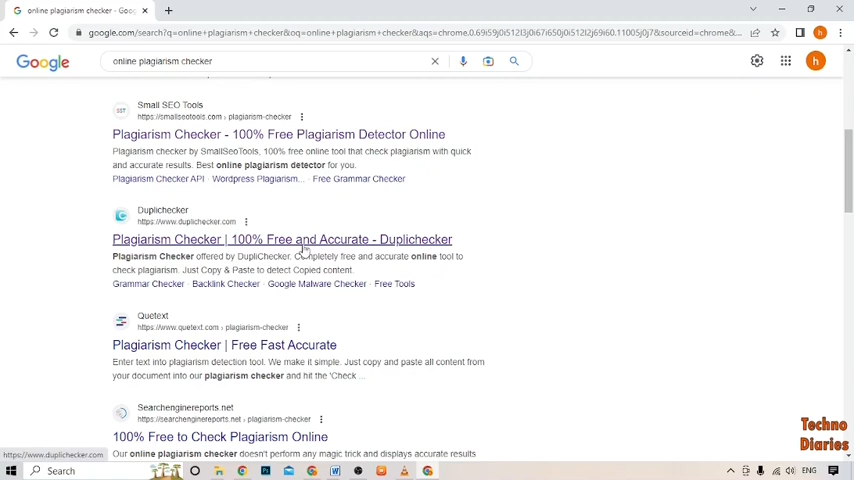 online plagiarism checker - Goog
google.com/search?q=online+plagiarism+checker&oq=online+plagiarism+checker&aqs=chrome.0.69i59j0i512l3j0i67i650j0i512l2j69i60.11005j0j7&sourceid=chrome&...
h
Google
online plagiarism checker
h
Small SEO Tools
https://smallseotools.com › plagiarism-checker
Plagiarism Checker - 100% Free Plagiarism Detector Online
Plagiarism checker by SmallSeoTools, 100% free online tool that check plagiarism with quick
and accurate results. Best online plagiarism detector for you.
Plagiarism Checker API · Wordpress Plagiarism... · Free Grammar Checker
Duplichecker
https://www.duplichecker.com
Plagiarism Checker | 100% Free and Accurate - Duplichecker
Plagiarism Checker offered by DupliChecker. Completely free and accurate online tool to
check plagiarism. Just Copy & Paste to detect Copied content.
Grammar Checker · Backlink Checker · Google Malware Checker · Free Tools
Quetext
https://www.quetext.com › plagiarism-checker
Plagiarism Checker | Free Fast Accurate
Enter text into plagiarism detection tool. We make it simple. Just copy and paste all content from
your document into our plagiarism checker and hit the 'Check ...
Searchenginereports.net
https://searchenginereports.net › plagiarism-checker
100% Free to Check Plagiarism Online
Our online plagiarism checker doesn't perform any magic trick and displays accurate results
https://www.duplichecker.com
Techno
Diaries
Search
ENG